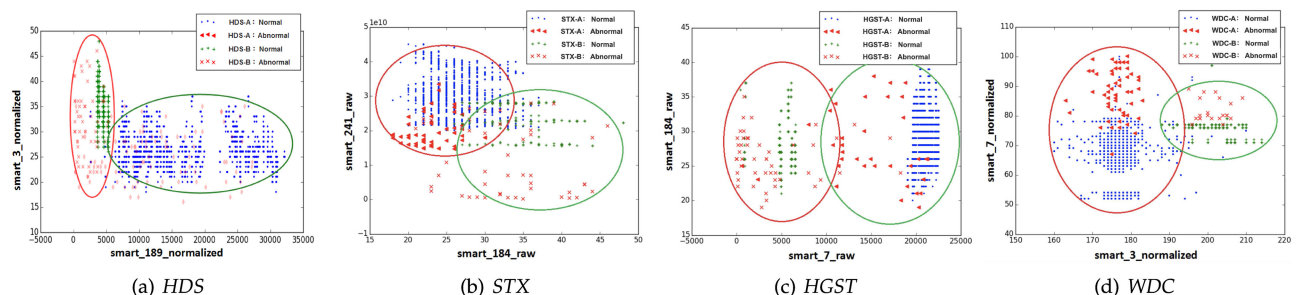 50
45
40
35
30
25
20
15
10
−5000
0
5000
10000
15000
20000
25000
30000
35000
smart_3_normalized
smart_189_normalized
HDS-A: Normal
HDS-A: Abnormal
HDS-B: Normal
HDS-B: Abnormal
(a) HDS
1e10
5
4
3
2
1
0
−1
15
20
25
30
35
40
45
50
smart_241_raw
smart_184_raw
STX-A: Normal
STX-A: Abnormal
STX-B: Normal
STX-B: Abnormal
(b) STX
45
40
35
30
25
20
15
−5000
0
5000
10000
15000
20000
25000
smart_184_raw
smart_7_raw
HGST-A: Normal
HGST-A: Abnormal
HGST-B: Normal
HGST-B: Abnormal
(c) HGST
110
100
90
80
70
60
50
40
150
160
170
180
190
200
210
220
smart_7_normalized
smart_3_normalized
WDC-A: Normal
WDC-A: Abnormal
WDC-B: Normal
WDC-B: Abnormal
(d) WDC